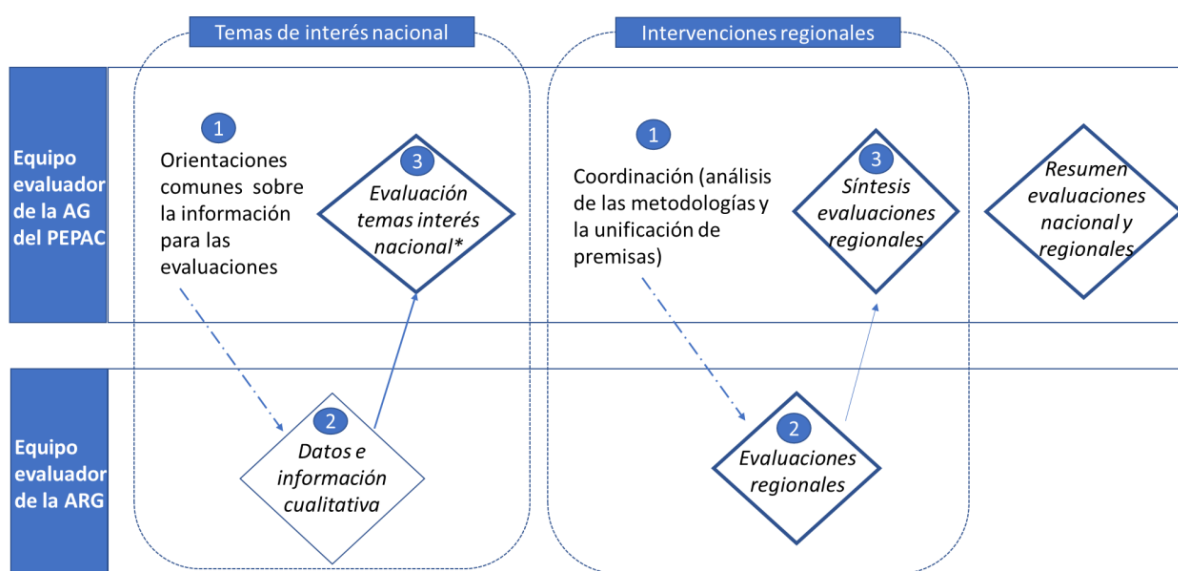 Temas de interés nacional
Intervenciones regionales
Equipo
evaluador
de la AG
del PEPAC
1
Orientaciones
comunes sobre
la información
para las
evaluaciones
3
Evaluación
temas interés
nacional*
1
Coordinación (análisis
de las metodologías y
la unificación de
premisas)
3
Síntesis
evaluaciones
regionales
Resumen
evaluaciones
nacional y
regionales
Equipo
evaluador
de la ARG
2
Datos e
información
cualitativa
2
Evaluaciones
regionales